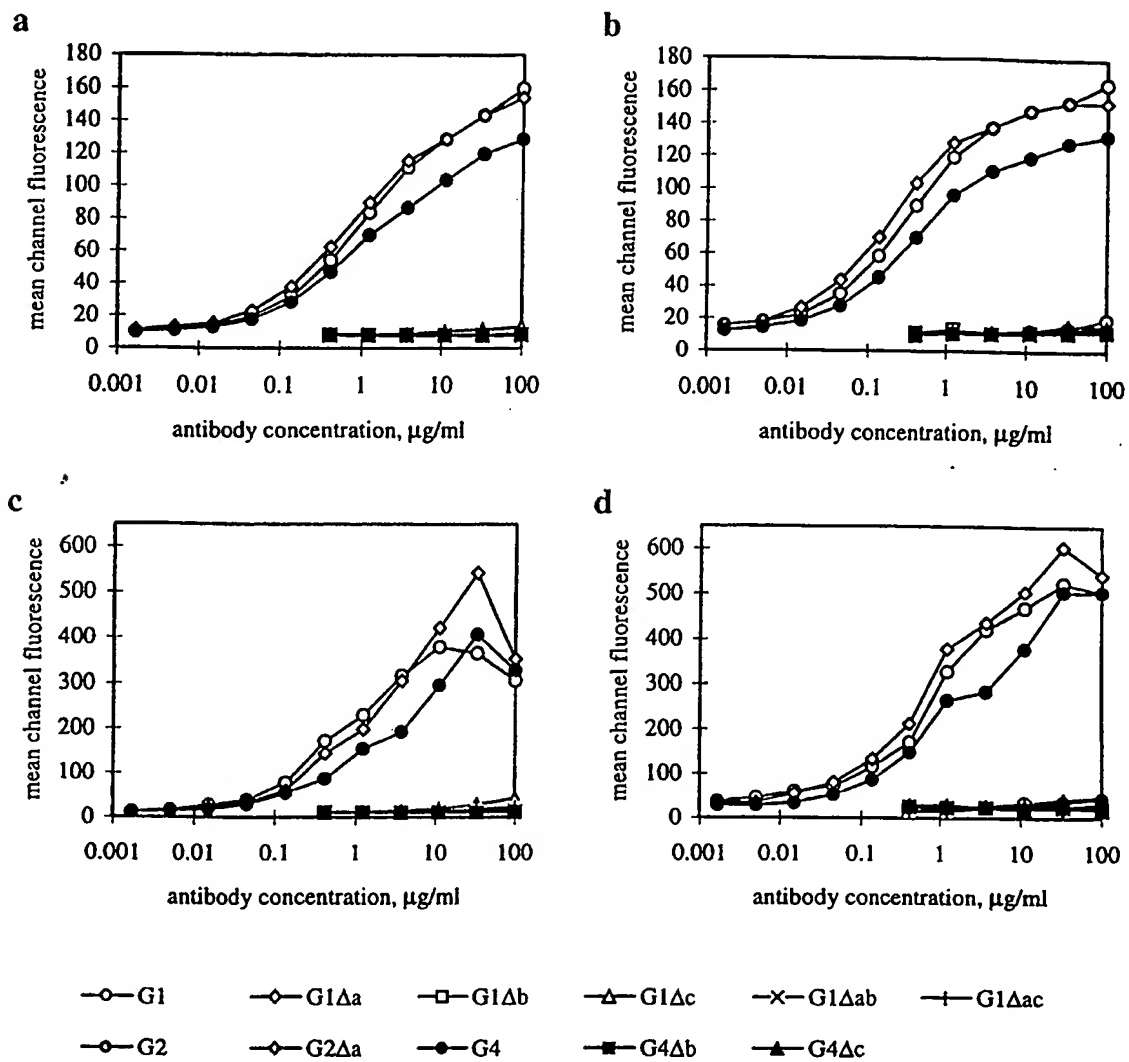 a
180
160
140
120
100
80
60
40
20
0
mean channel fluorescence
0.001 0.01 0.1 1 10 100
antibody concentration, μg/ml
b
180
160
140
120
100
80
60
40
20
0
mean channel fluorescence
0.001 0.01 0.1 1 10 100
antibody concentration, μg/ml
c
600
500
400
300
200
100
0
mean channel fluorescence
0.001 0.01 0.1 1 10 100
antibody concentration, μg/ml
d
600
500
400
300
200
100
0
mean channel fluorescence
0.001 0.01 0.1 1 10 100
antibody concentration, μg/ml
G1 G1Δa G1Δb G1Δc G1Δab G1Δac
G2 G2Δa G4 G4Δb G4Δc